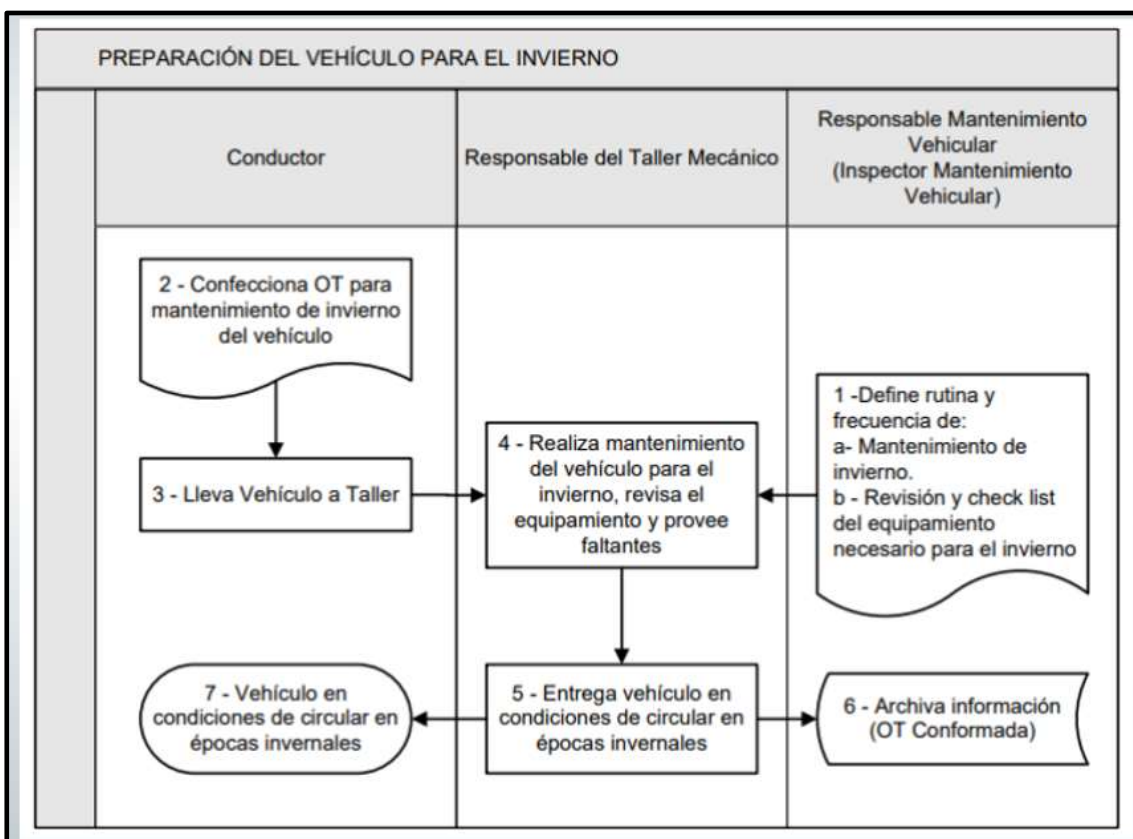 PREPARACIÓN DEL VEHÍCULO PARA EL INVIERNO
Conductor
Responsable del Taller Mecánico
Responsable Mantenimiento
Vehicular
(Inspector Mantenimiento
Vehicular)
2 - Confecciona OT para
mantenimiento de invierno
del vehículo
1 -Define rutina y
frecuencia de:
a- Mantenimiento de
invierno.
b - Revisión y check list
del equipamiento
necesario para el invierno
3 - Lleva Vehículo a Taller
4 - Realiza mantenimiento
del vehículo para el
invierno, revisa el
equipamiento y provee
faltantes
7 - Vehículo en
condiciones de circular en
épocas invernales
5 - Entrega vehículo en
condiciones de circular en
épocas invernales
6 - Archiva información
(OT Conformada)